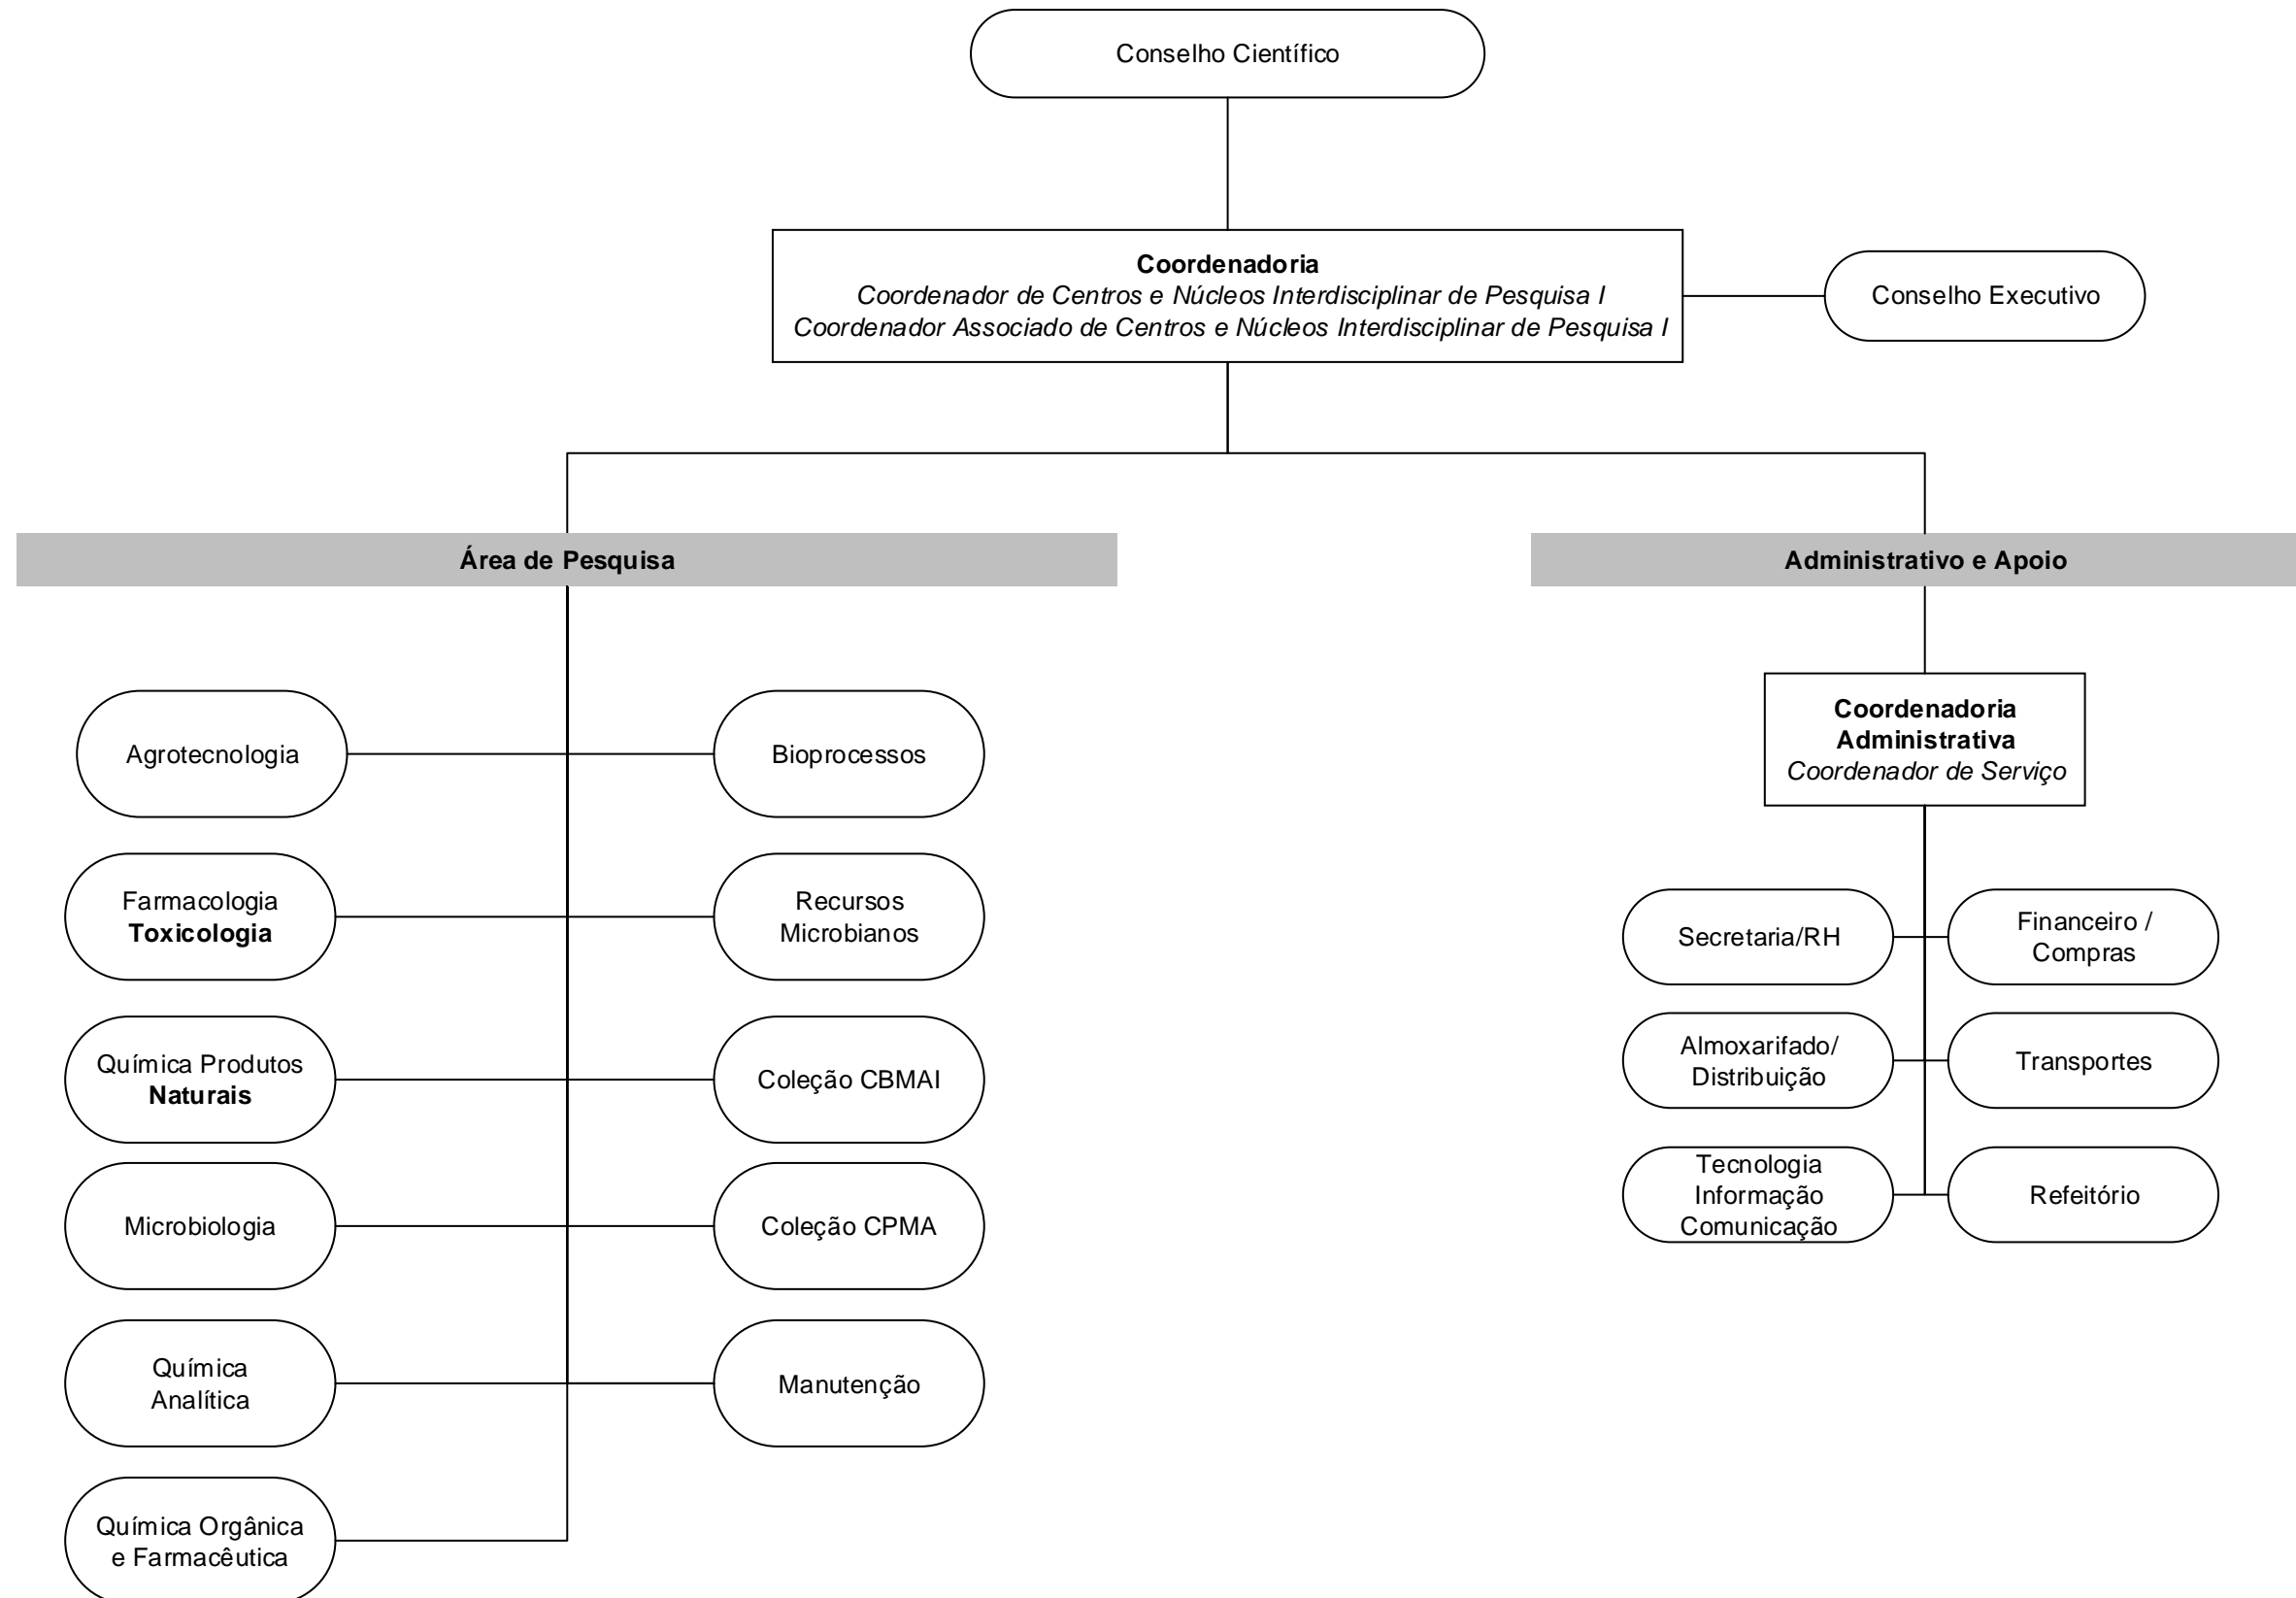 Conselho Científico
Coordenadoria
Coordenador de Centros e Núcleos Interdisciplinar de Pesquisa I
Coordenador Associado de Centros e Núcleos Interdisciplinar de Pesquisa I
Conselho Executivo
Área de Pesquisa
Administrativo e Apoio
Agrotecnologia
Bioprocessos
Farmacologia
Toxicologia
Recursos
Microbianos
Química Produtos
Naturais
Coleção CBMAI
Microbiologia
Coleção CPMA
Química
Analítica
Manutenção
Química Orgânica
e Farmacêutica
Coordenadoria
Administrativa
Coordenador de Serviço
Secretaria/RH
Financeiro /
Compras
Almoxarifado/
Distribuição
Transportes
Tecnologia
Informação
Comunicação
Refeitório